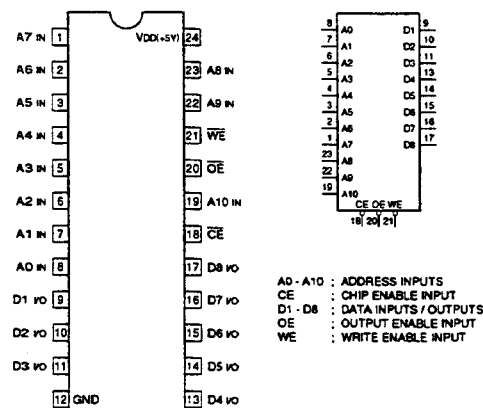 A7 IN 1 VDD(+5V) 24
A6 IN 2 23 A8 IN
A5 IN 3 22 A9 IN
A4 IN 4 21 WE
A3 IN 5 20 OE
A2 IN 6 19 A10 IN
A1 IN 7 18 CE
A0 IN 8 17 D8 I/O
D1 I/O 9 16 D7 I/O
D2 I/O 10 15 D6 I/O
D3 I/O 11 14 D5 I/O
12 GND 13 D4 I/O
8 A0 D1 9
7 A1 D2 10
6 A2 D3 11
5 A3 D4 13
4 A4 D5 14
3 A5 D6 15
2 A6 D7 16
1 A7 D8 17
23 A8
22 A9
19 A10
CE OE WE
18 20 21
A0 - A10 : ADDRESS INPUTS
CE : CHIP ENABLE INPUT
D1 - D8 : DATA INPUTS / OUTPUTS
OE : OUTPUT ENABLE INPUT
WE : WRITE ENABLE INPUT